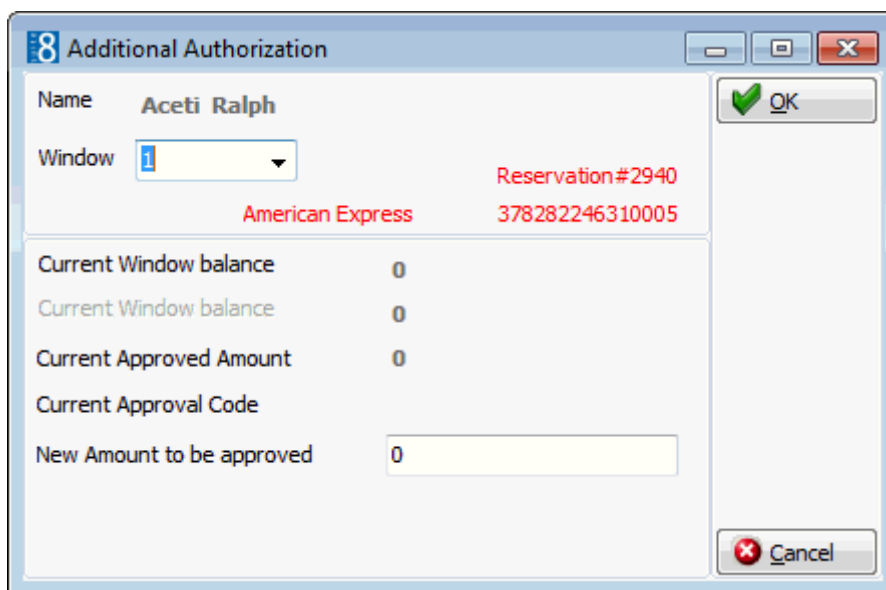 8 Additional Authorization
Name Aceti Ralph
OK
Window 1
Reservation#2940
American Express 378282246310005
Current Window balance 0
Current Window balance 0
Current Approved Amount 0
Current Approval Code
New Amount to be approved 0
Cancel